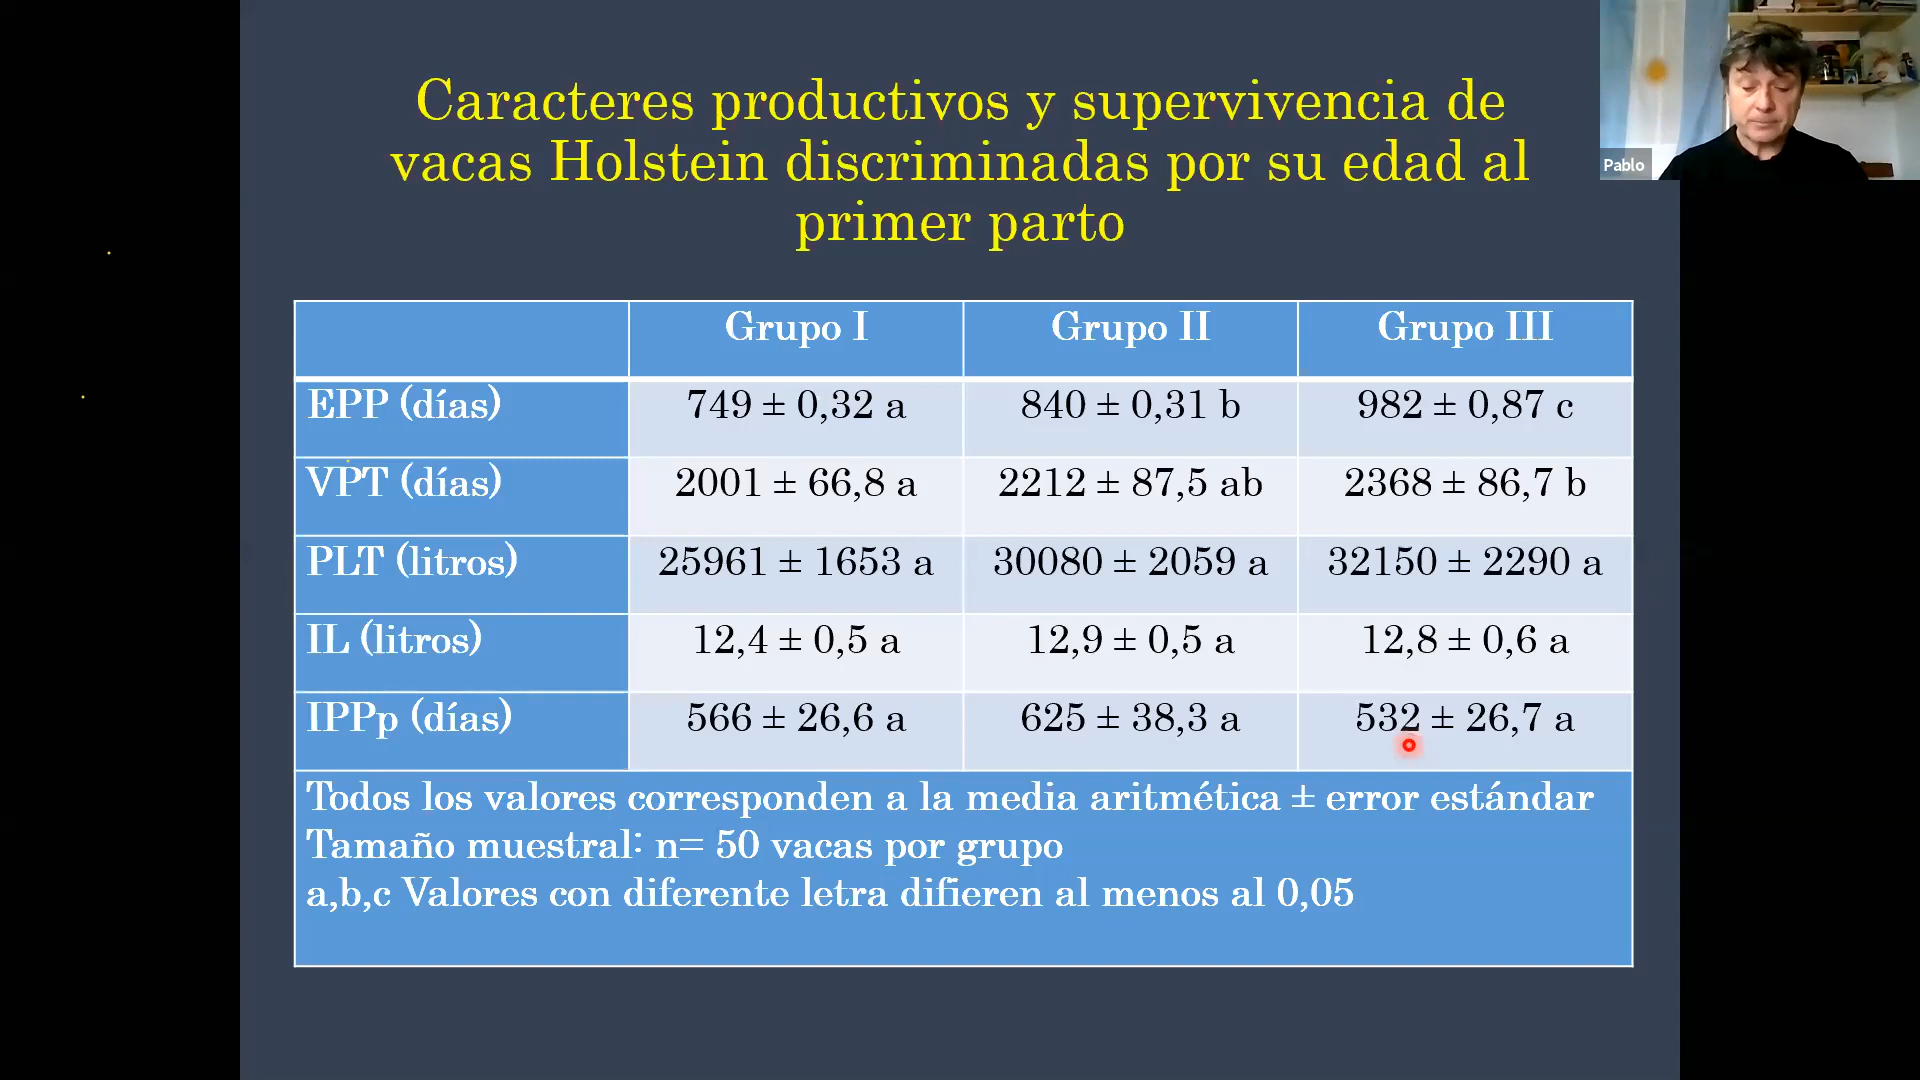 Caracteres productivos y supervivencia de
vacas Holstein discriminadas por su edad al
primer parto
Pablo
Grupo I Grupo II Grupo III
EPP (días) 749 ± 0,32 a 840 ± 0,31 b 982 ± 0,87 c
VPT (días) 2001 ± 66,8 a 2212 ± 87,5 ab 2368 ± 86,7 b
PLT (litros) 25961 ± 1653 a 30080 ± 2059 a 32150 ± 2290 a
IL (litros) 12,4 ± 0,5 a 12,9 ± 0,5 a 12,8 ± 0,6 a
IPPp (días) 566 ± 26,6 a 625 ± 38,3 a 532 ± 26,7 a
Todos los valores corresponden a la media aritmética ± error estándar
Tamaño muestral: n= 50 vacas por grupo
a,b,c Valores con diferente letra difieren al menos al 0,05